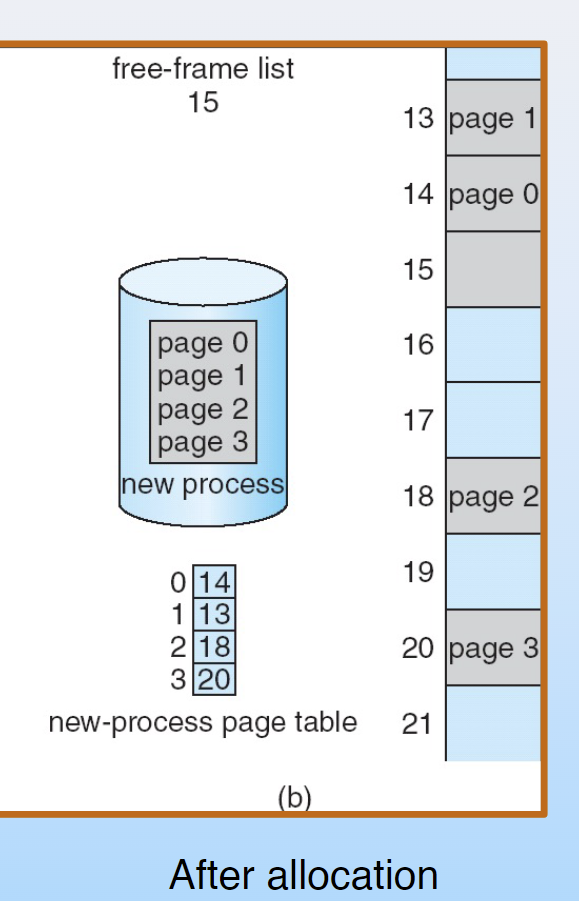 free-frame list
15
13 page 1
14 page 0
15
16
17
18 page 2
19
20 page 3
21
page 0
page 1
page 2
page 3
new process
0 14
1 13
2 18
3 20
new-process page table
(b)
After allocation